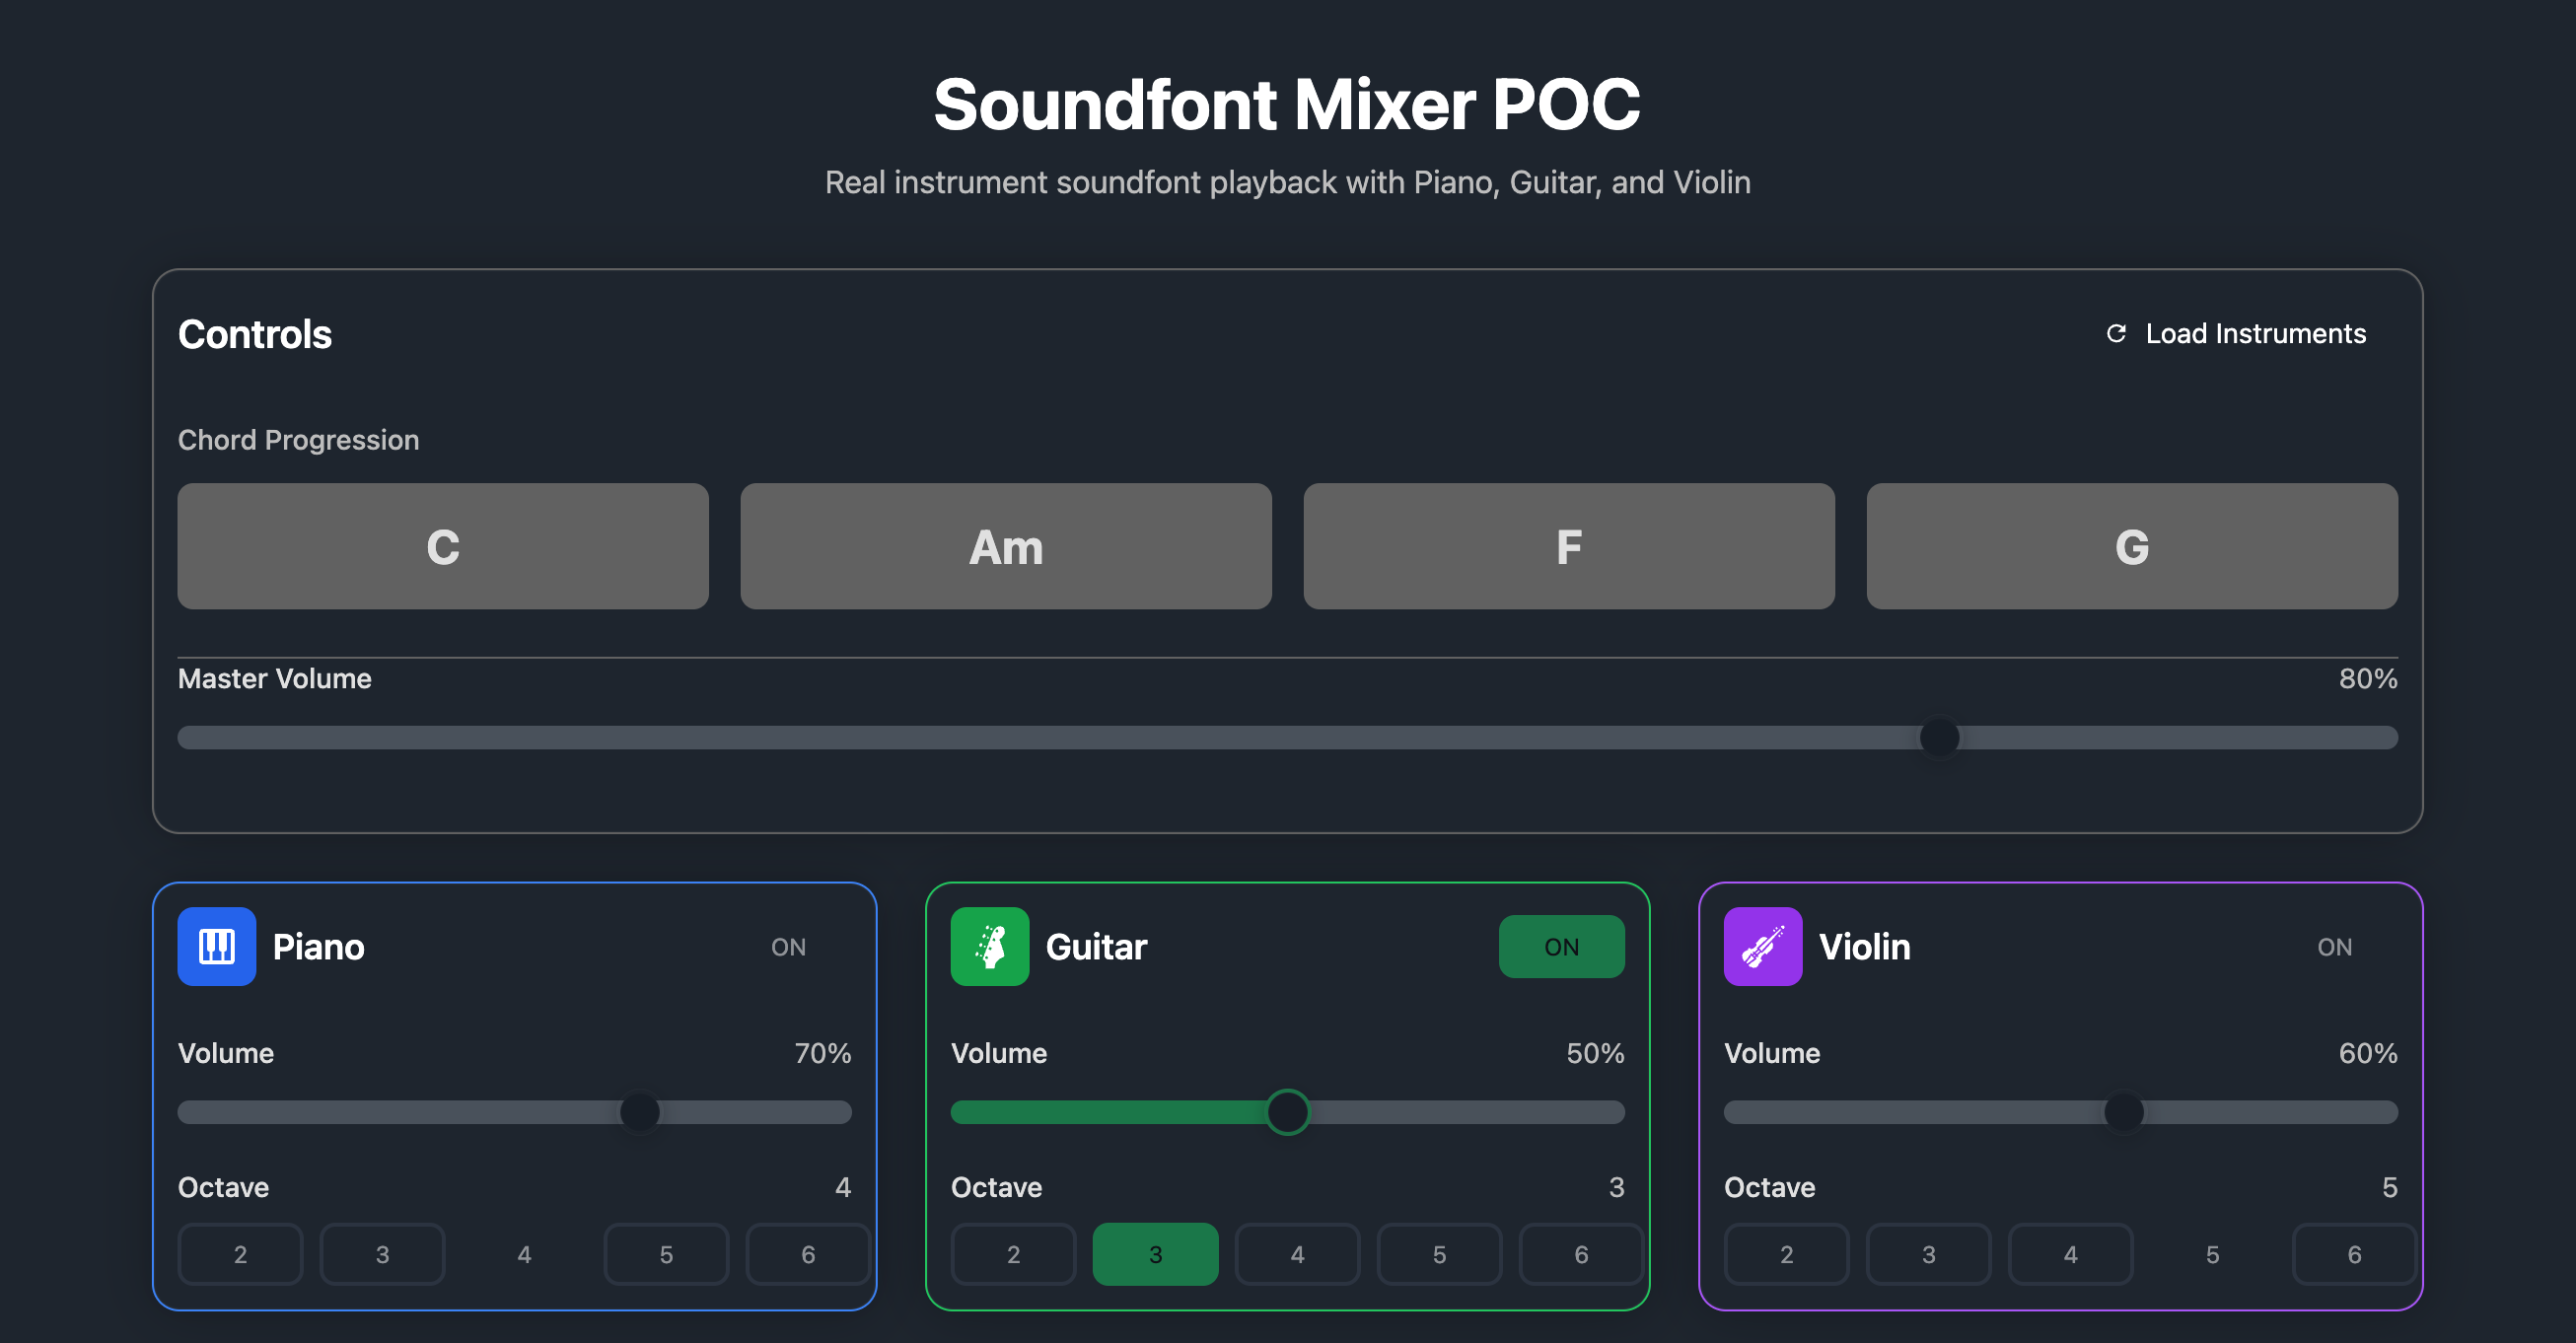 Soundfont Mixer POC
Real instrument soundfont playback with Piano, Guitar, and Violin
Controls
Load Instruments
Chord Progression
C
Am
F
G
Master Volume
80%
Piano
ON
Volume
70%
Octave
4
2
3
4
5
6
Guitar
ON
Volume
50%
Octave
3
2
3
4
5
6
Violin
ON
Volume
60%
Octave
5
2
3
4
5
6